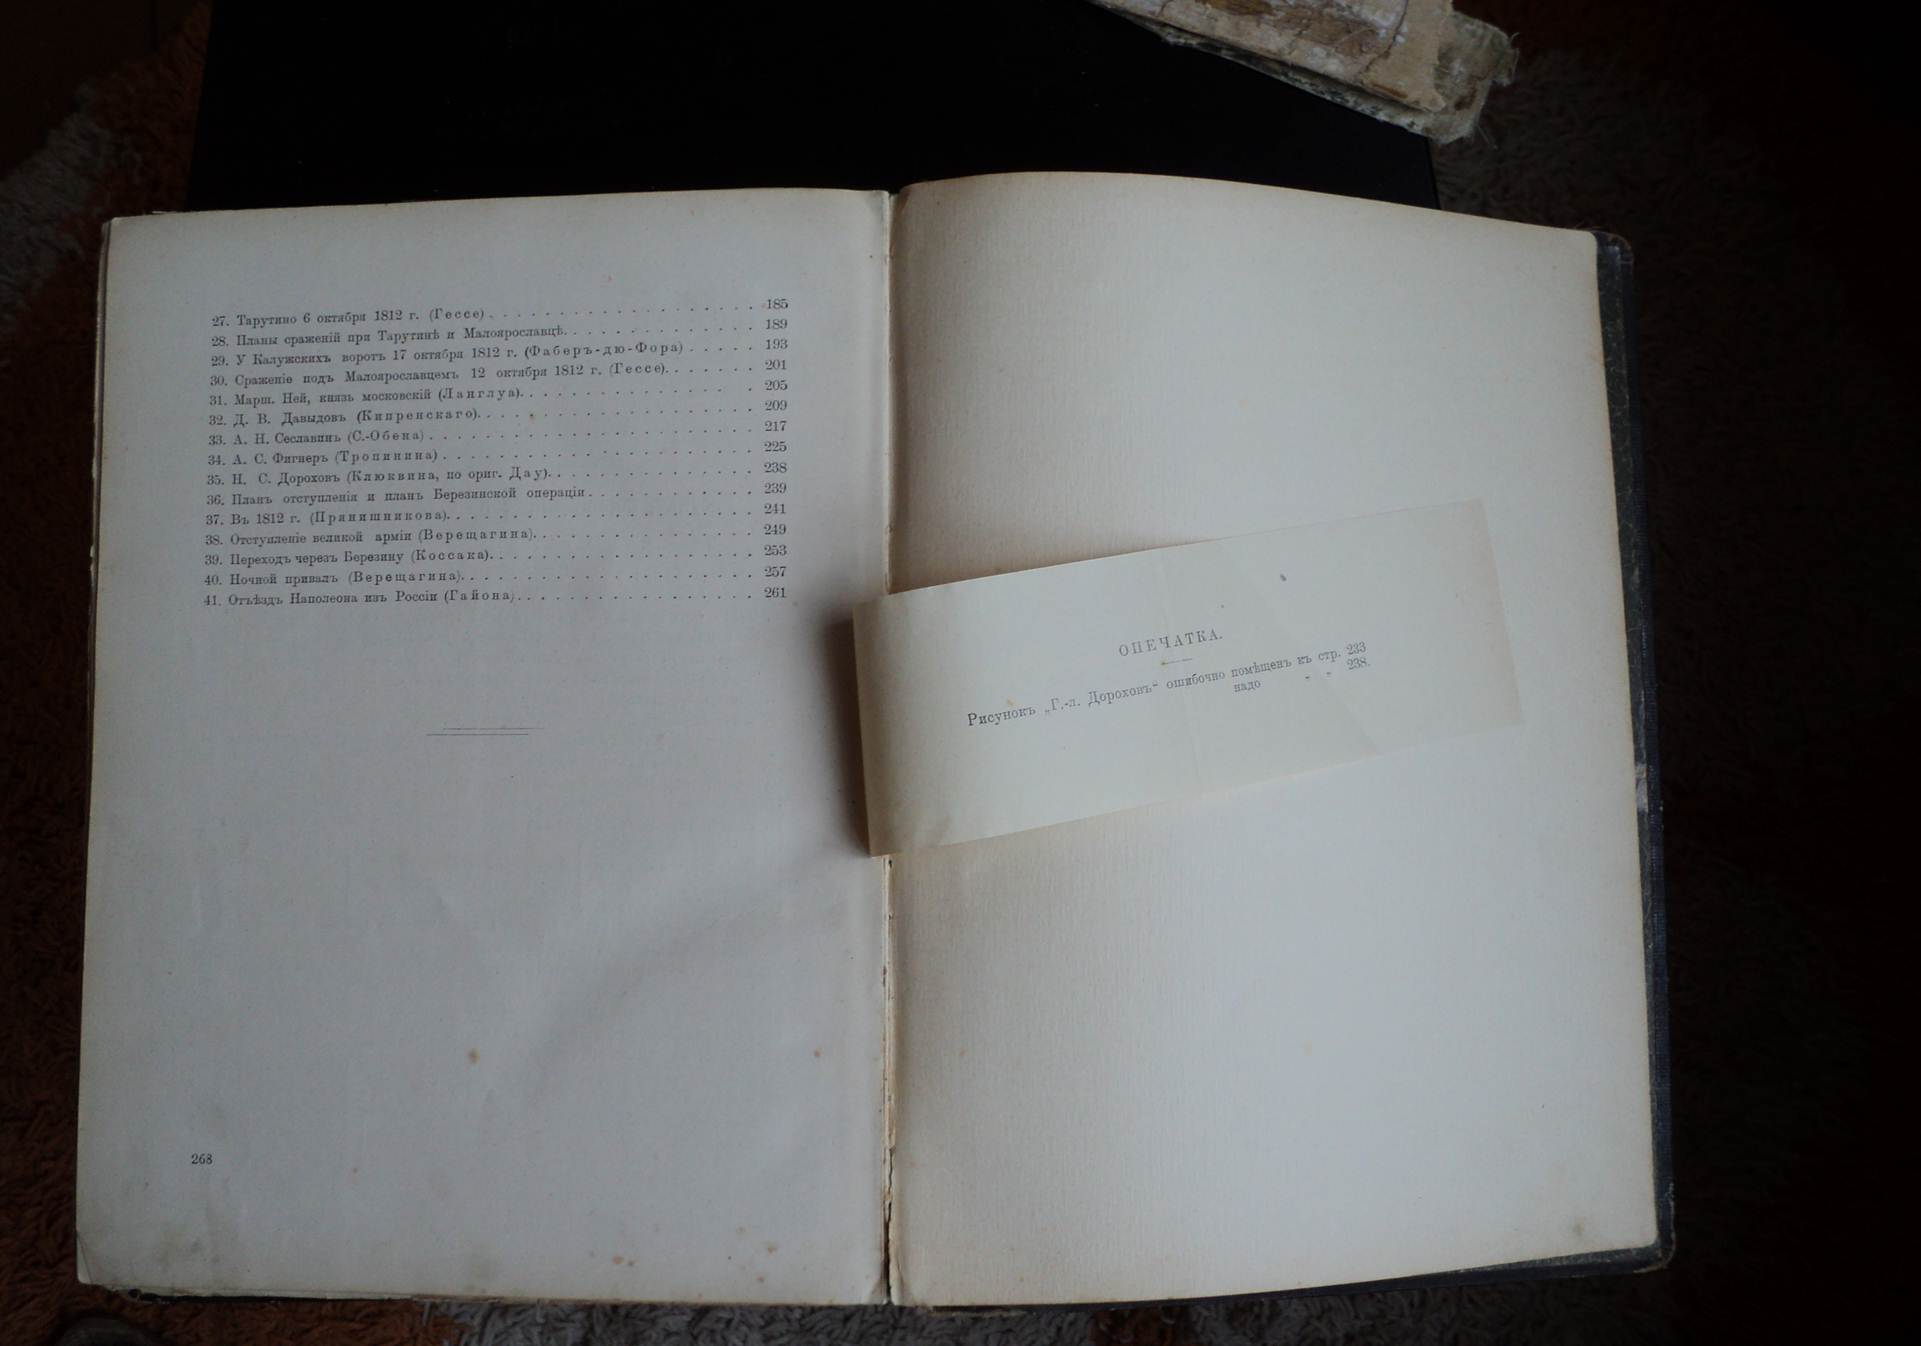 27. Тарутино 6 октября 1812 г. (Гессе) . . . . . . . . . . . . . . . . . . . 185
28. Планы сраженій при Тарутинѣ и Малоярославцѣ. . . . . . . . . . . . . . 189
29. У Калужскихъ воротъ 17 октября 1812 г. (Фаберъ-дю-Фора) . . . . . 193
30. Сраженіе подъ Малоярославцемъ 12 октября 1812 г. (Гессе). . . . . . . 201
31. Марш. Ней, князь московскій (Ланглуа). . . . . . . . . . . . . . . . 205
32. Д. В. Давыдовъ (Кипренскаго). . . . . . . . . . . . . . . . . . . . 209
33. А. Н. Сеславинъ (С.-Обена) . . . . . . . . . . . . . . . . . . . . . 217
34. А. С. Фигнеръ (Тропинина) . . . . . . . . . . . . . . . . . . . . . 225
35. Н. С. Дороховъ (Клюквина, по ориг. Дау). . . . . . . . . . . . . . . 238
36. Планъ отступленія и планъ Березинской операціи . . . . . . . . . . . . 239
37. Въ 1812 г. (Прянишникова). . . . . . . . . . . . . . . . . . . . . . 241
38. Отступленіе великой арміи (Верещагина). . . . . . . . . . . . . . . . 249
39. Переходъ черезъ Березину (Коссака). . . . . . . . . . . . . . . . . . 253
40. Ночной привалъ (Верещагина). . . . . . . . . . . . . . . . . . . . . 257
41. Отъѣздъ Наполеона изъ Россіи (Гайона). . . . . . . . . . . . . . . . . 261
268
ОПЕЧАТКА.
Рисунокъ „Г.-л. Дороховъ“ ошибочно помѣщенъ къ стр. 233
надо „ „ 238.